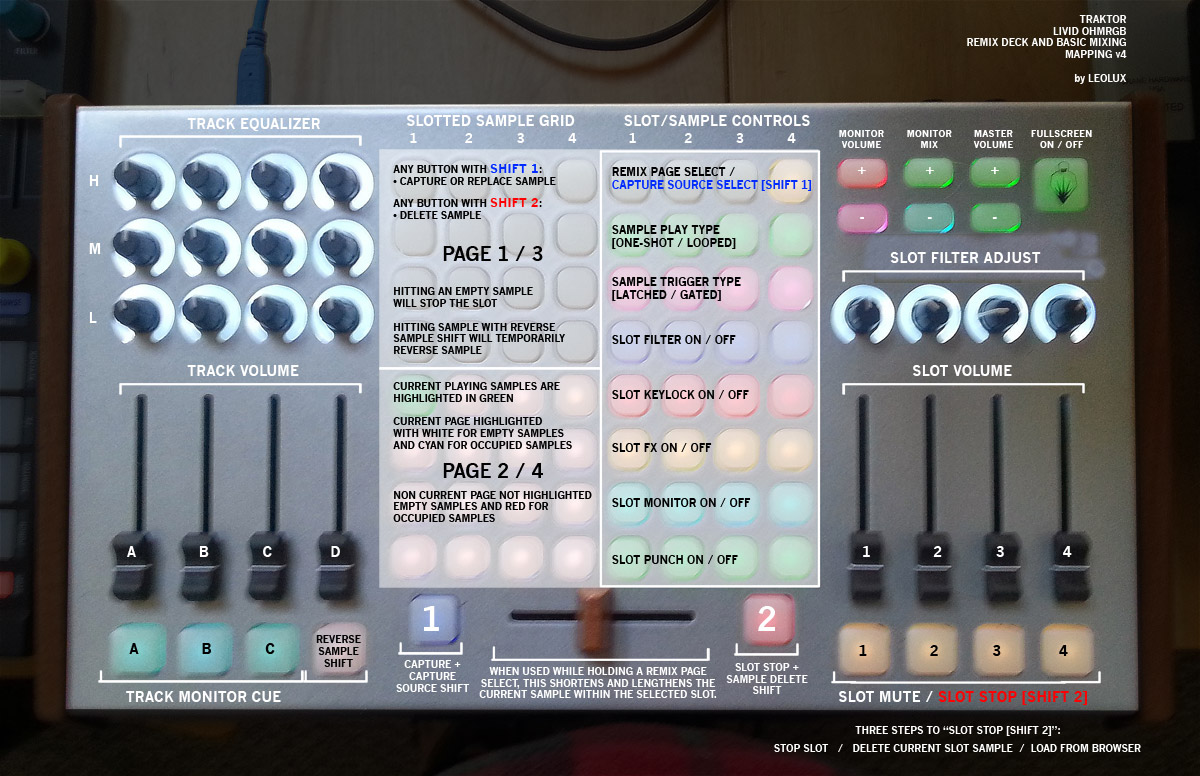 TRAKTOR
LIVID OHMRGB
REMIX DECK AND BASIC MIXING
MAPPING v4
by LEOLUX
TRACK EQUALIZER
H
M
L
TRACK VOLUME
A
B
C
D
A
B
C
REVERSE
SAMPLE
SHIFT
TRACK MONITOR CUE
SLOTTED SAMPLE GRID
1 2 3 4
ANY BUTTON WITH SHIFT 1:
• CAPTURE OR REPLACE SAMPLE
ANY BUTTON WITH SHIFT 2:
• DELETE SAMPLE
PAGE 1 / 3
HITTING AN EMPTY SAMPLE
WILL STOP THE SLOT
HITTING SAMPLE WITH REVERSE
SAMPLE SHIFT WILL TEMPORARILY
REVERSE SAMPLE
CURRENT PLAYING SAMPLES ARE
HIGHLIGHTED IN GREEN
CURRENT PAGE HIGHLIGHTED
WITH WHITE FOR EMPTY SAMPLES
AND CYAN FOR OCCUPIED SAMPLES
PAGE 2 / 4
NON CURRENT PAGE NOT HIGHLIGHTED
EMPTY SAMPLES AND RED FOR
OCCUPIED SAMPLES
SLOT/SAMPLE CONTROLS
1 2 3 4
REMIX PAGE SELECT /
CAPTURE SOURCE SELECT [SHIFT 1]
SAMPLE PLAY TYPE
[ONE-SHOT / LOOPED]
SAMPLE TRIGGER TYPE
[LATCHED / GATED]
SLOT FILTER ON / OFF
SLOT KEYLOCK ON / OFF
SLOT FX ON / OFF
SLOT MONITOR ON / OFF
SLOT PUNCH ON / OFF
1
CAPTURE +
CAPTURE
SOURCE SHIFT
WHEN USED WHILE HOLDING A REMIX PAGE
SELECT, THIS SHORTENS AND LENGTHENS THE
CURRENT SAMPLE WITHIN THE SELECTED SLOT.
2
SLOT STOP +
SAMPLE DELETE
SHIFT
MONITOR
VOLUME
MONITOR
MIX
MASTER
VOLUME
FULLSCREEN
ON / OFF
+ + +
- - -
SLOT FILTER ADJUST
SLOT VOLUME
1
2
3
4
1
2
3
4
SLOT MUTE / SLOT STOP [SHIFT 2]
THREE STEPS TO “SLOT STOP [SHIFT 2]”:
STOP SLOT / DELETE CURRENT SLOT SAMPLE / LOAD FROM BROWSER